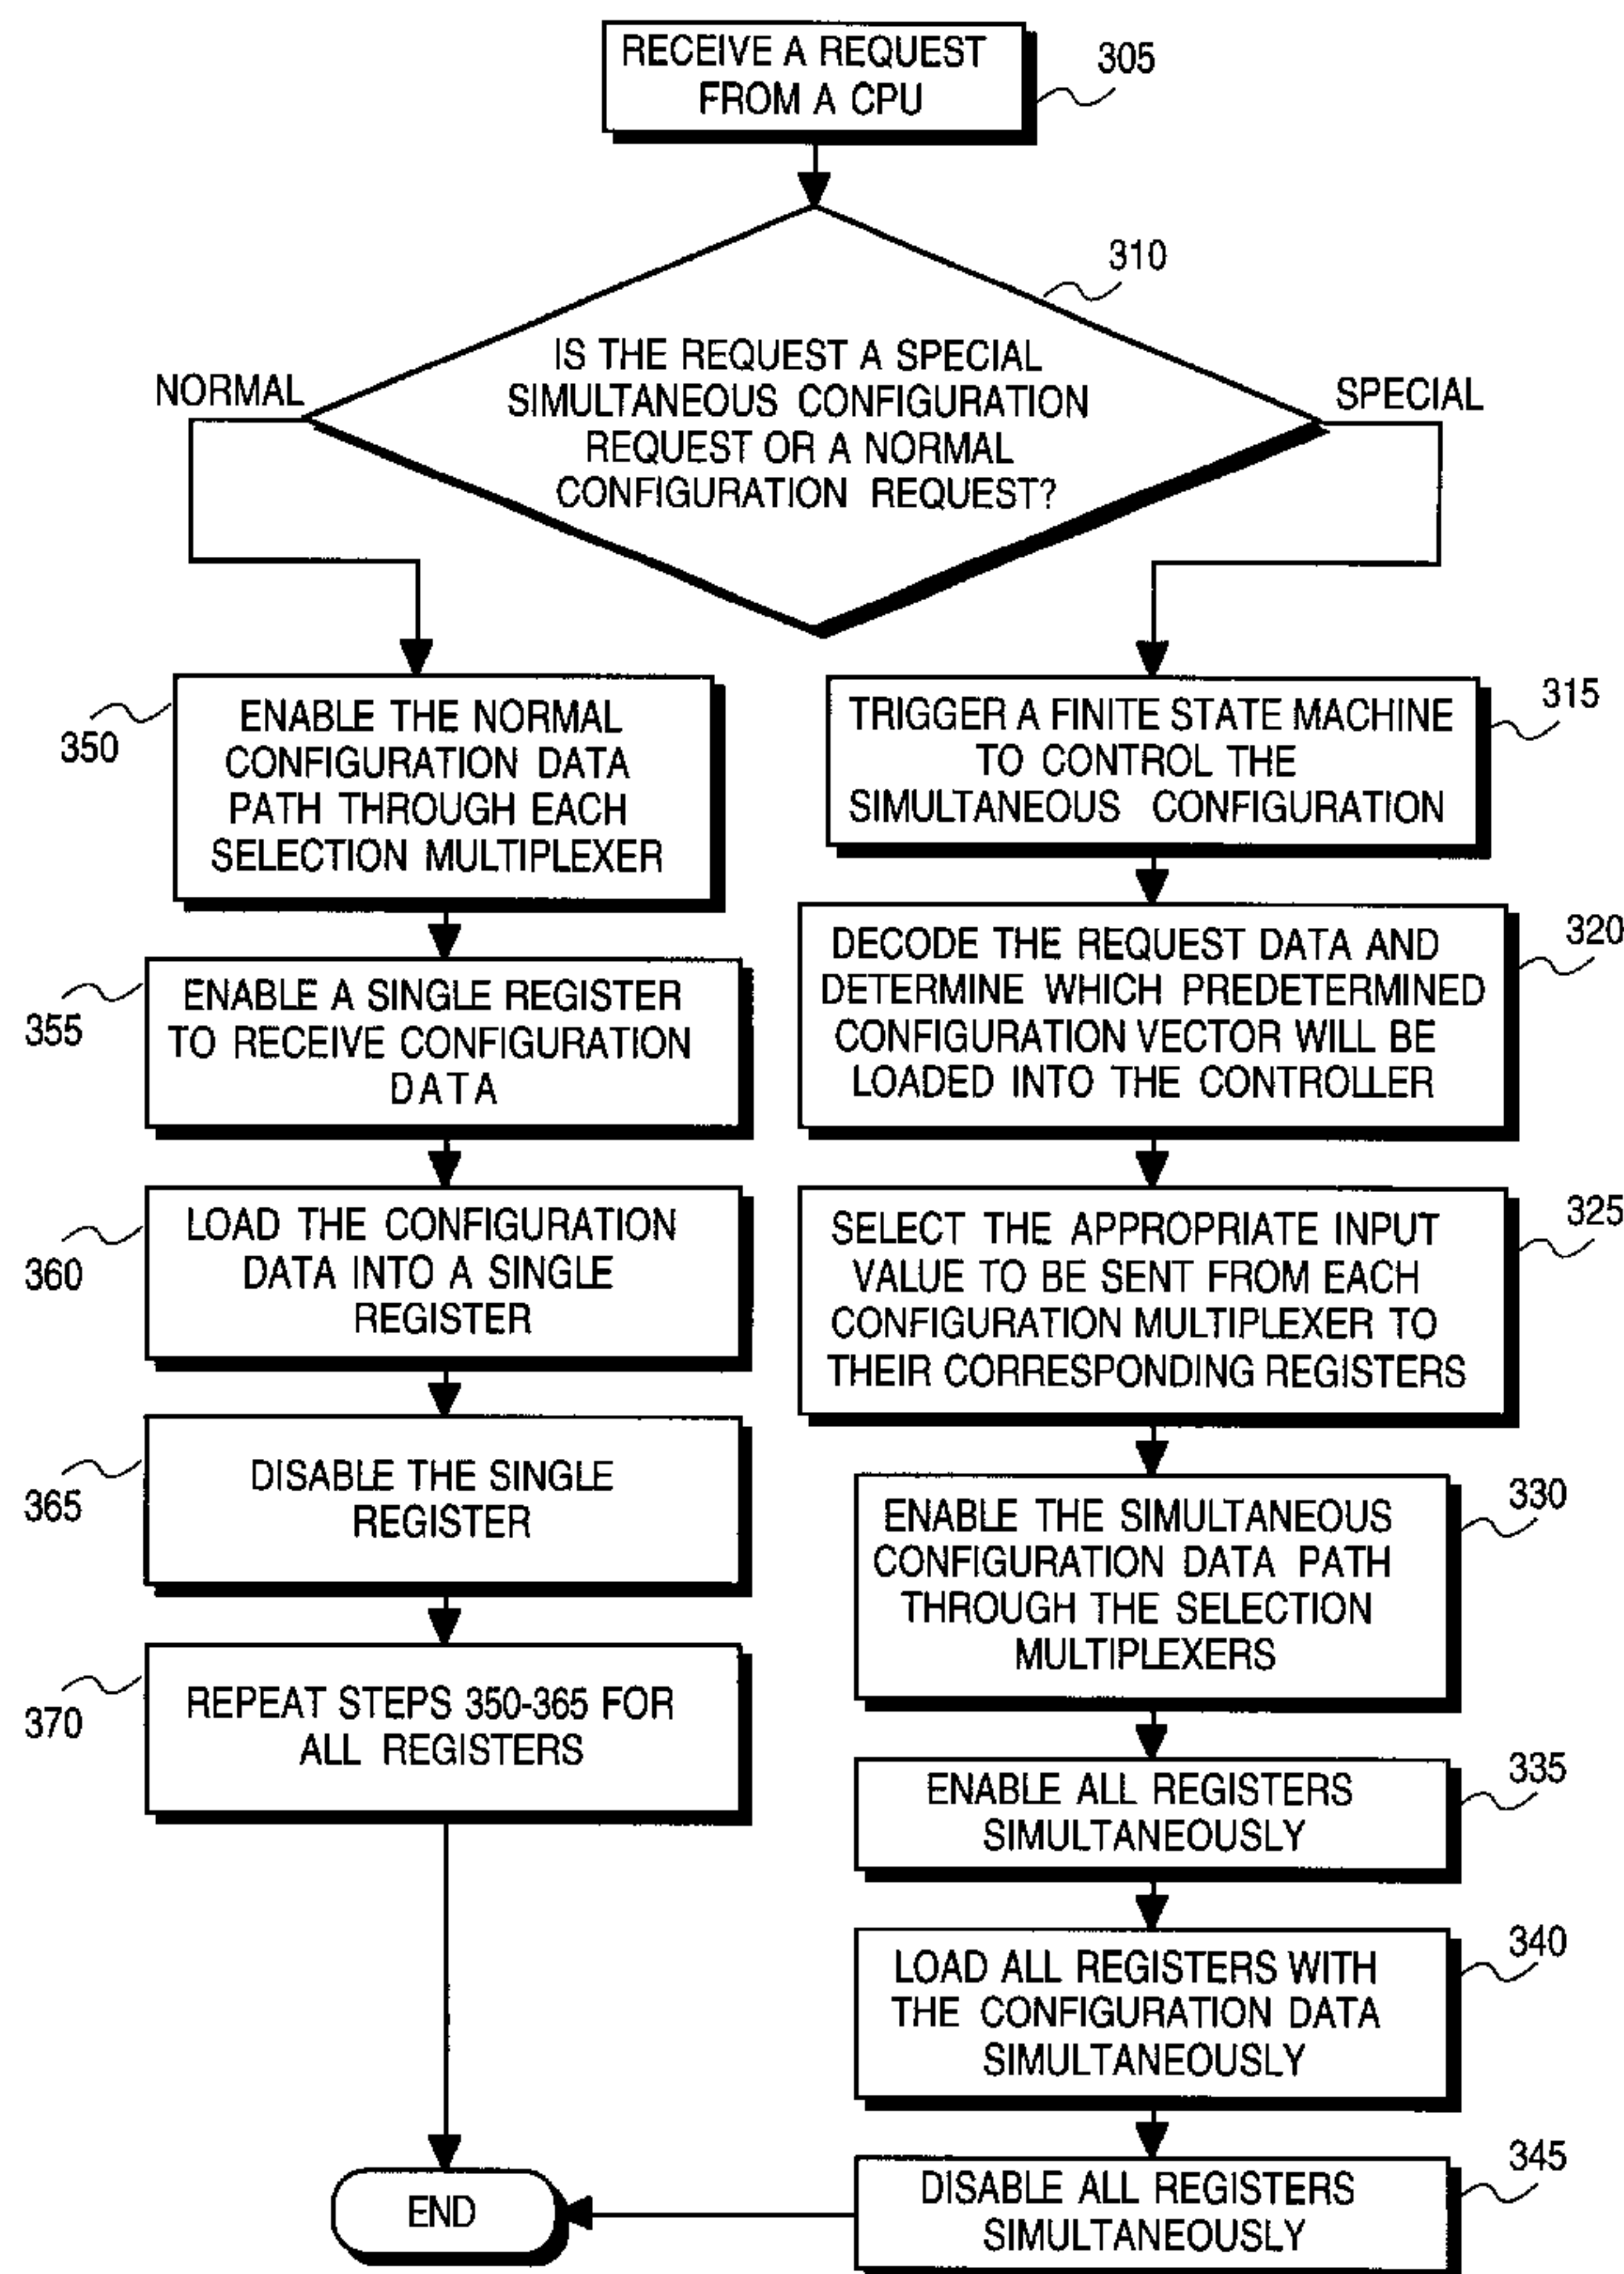 RECEIVE A REQUEST
FROM A CPU
305
310
IS THE REQUEST A SPECIAL
SIMULTANEOUS CONFIGURATION
REQUEST OR A NORMAL
CONFIGURATION REQUEST?
NORMAL
SPECIAL
350
ENABLE THE NORMAL
CONFIGURATION DATA
PATH THROUGH EACH
SELECTION MULTIPLEXER
355
ENABLE A SINGLE REGISTER
TO RECEIVE CONFIGURATION
DATA
360
LOAD THE CONFIGURATION
DATA INTO A SINGLE
REGISTER
365
DISABLE THE SINGLE
REGISTER
370
REPEAT STEPS 350-365 FOR
ALL REGISTERS
315
TRIGGER A FINITE STATE MACHINE
TO CONTROL THE
SIMULTANEOUS CONFIGURATION
320
DECODE THE REQUEST DATA AND
DETERMINE WHICH PREDETERMINED
CONFIGURATION VECTOR WILL BE
LOADED INTO THE CONTROLLER
325
SELECT THE APPROPRIATE INPUT
VALUE TO BE SENT FROM EACH
CONFIGURATION MULTIPLEXER TO
THEIR CORRESPONDING REGISTERS
330
ENABLE THE SIMULTANEOUS
CONFIGURATION DATA PATH
THROUGH THE SELECTION
MULTIPLEXERS
335
ENABLE ALL REGISTERS
SIMULTANEOUSLY
340
LOAD ALL REGISTERS WITH
THE CONFIGURATION DATA
SIMULTANEOUSLY
345
DISABLE ALL REGISTERS
SIMULTANEOUSLY
END